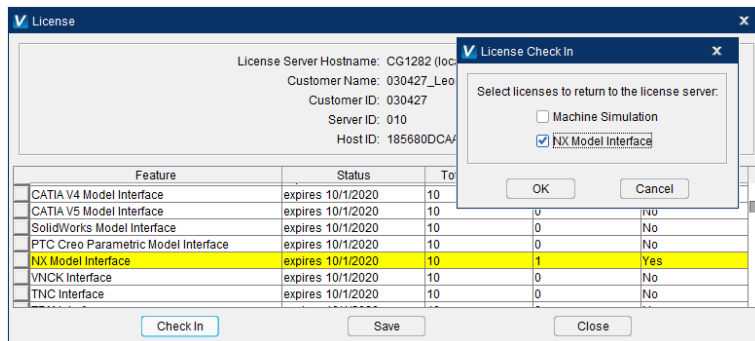 License
License Server Hostname: CG1282 (loca
Customer Name: 030427_Leo
Customer ID: 030427
Server ID: 010
Host ID: 185680DCAA
License Check In
Select licenses to return to the license server:
Machine Simulation
NX Model Interface
OK Cancel
Feature Status Tot
CATIA V4 Model Interface expires 10/1/2020 10
CATIA V5 Model Interface expires 10/1/2020 10 0 No
SolidWorks Model Interface expires 10/1/2020 10 0 No
PTC Creo Parametric Model Interface expires 10/1/2020 10 0 No
NX Model Interface expires 10/1/2020 10 1 Yes
VNCK Interface expires 10/1/2020 10 0 No
TNC Interface expires 10/1/2020 10 0 No
Check In Save Close